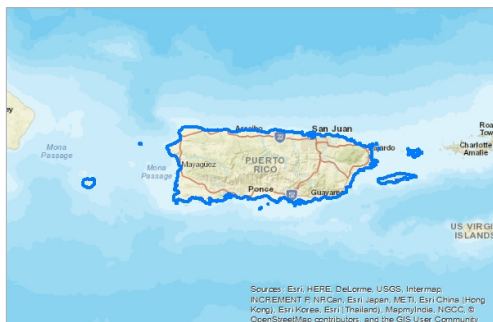 Arecibo
San Juan
Mona
Passage
Mona
Passage
Mayagüez
PUERTO
RICO
Ponce
Guayama
Charlotte
Amalie
US VIRGIN
ISLANDS
Sources: Esri, HERE, DeLorme, USGS, Intermap,
INCREMENT P, NRCan, Esri Japan, METI, Esri China (Hong
Kong), Esri Korea, Esri (Thailand), MapmyIndia, NGCC, ©
OpenStreetMap contributors, and the GIS User Community